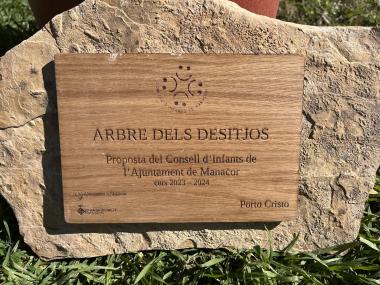 ARBRE DELS DESITJOS
Proposta del Consell d'Infants de
l'Ajuntament de Manacor
curs 2023 – 2024
Porto Cristo